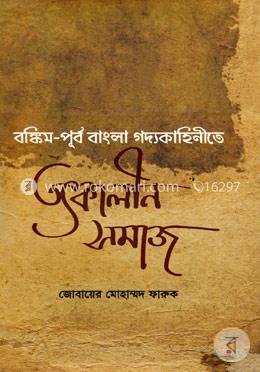 বঙ্কিম-পূর্ব বাংলা গদ্যকাহিনীতে
তৎকালীন
www.rokomari.com 16297
সমাজ
জোবায়ের মোহাম্মদ ফারুক